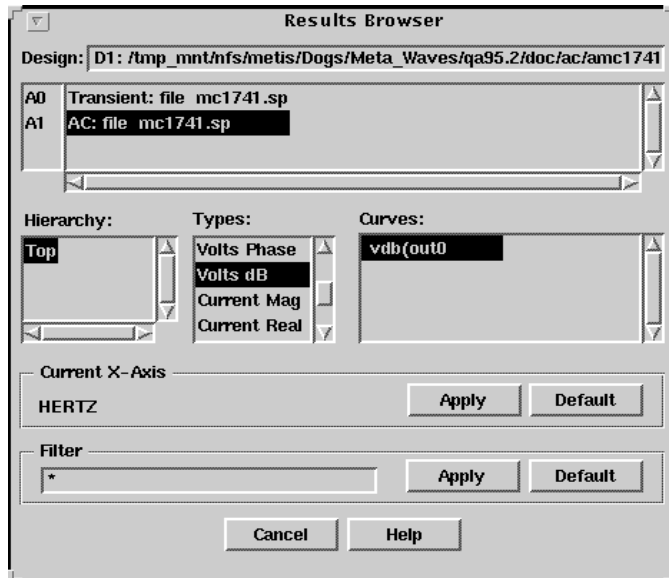 Results Browser
Design: D1: /tmp_mnt/nfs/metis/Dogs/Meta_Waves/qa95.2/doc/ac/amc1741
A0 Transient: file mc1741.sp
A1 AC: file mc1741.sp
Hierarchy: Types: Curves:
Top Volts Phase vdb(out0
Volts dB
Current Mag
Current Real
Current X-Axis
HERTZ Apply Default
Filter
* Apply Default
Cancel Help